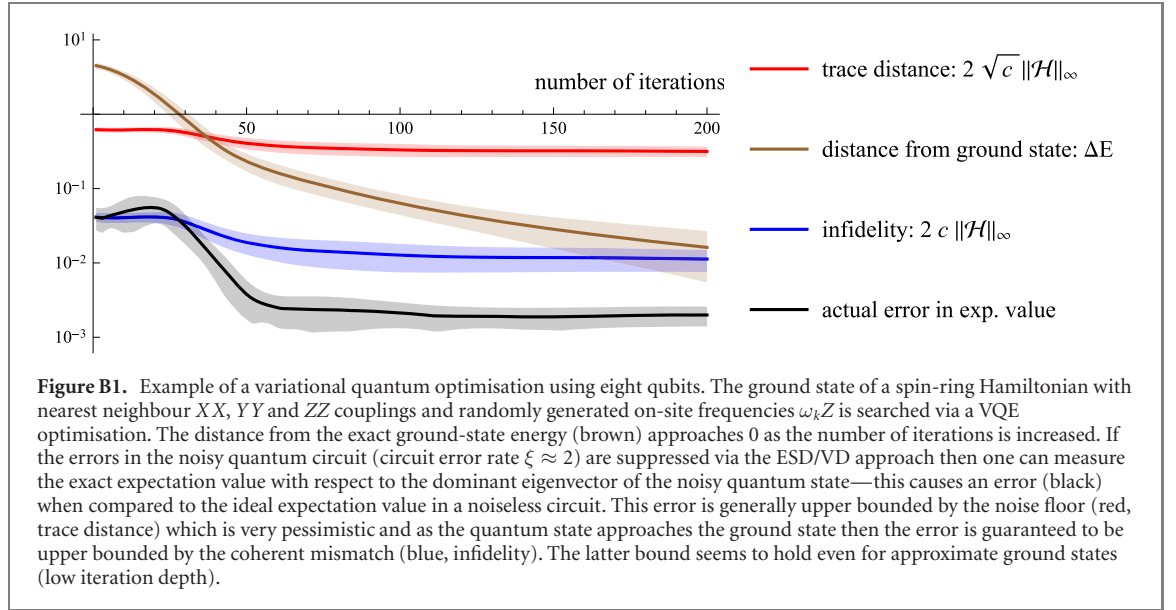 10¹
number of iterations
50
100
150
200
10⁻¹
10⁻²
10⁻³
trace distance: 2 √c ||ℋ||∞
distance from ground state: ΔE
infidelity: 2 c ||ℋ||∞
actual error in exp. value
Figure B1. Example of a variational quantum optimisation using eight qubits. The ground state of a spin-ring Hamiltonian with
nearest neighbour XX, YY and ZZ couplings and randomly generated on-site frequencies ωₖZ is searched via a VQE
optimisation. The distance from the exact ground-state energy (brown) approaches 0 as the number of iterations is increased. If
the errors in the noisy quantum circuit (circuit error rate ξ ≈ 2) are suppressed via the ESD/VD approach then one can measure
the exact expectation value with respect to the dominant eigenvector of the noisy quantum state—this causes an error (black)
when compared to the ideal expectation value in a noiseless circuit. This error is generally upper bounded by the noise floor (red,
trace distance) which is very pessimistic and as the quantum state approaches the ground state then the error is guaranteed to be
upper bounded by the coherent mismatch (blue, infidelity). The latter bound seems to hold even for approximate ground states
(low iteration depth).